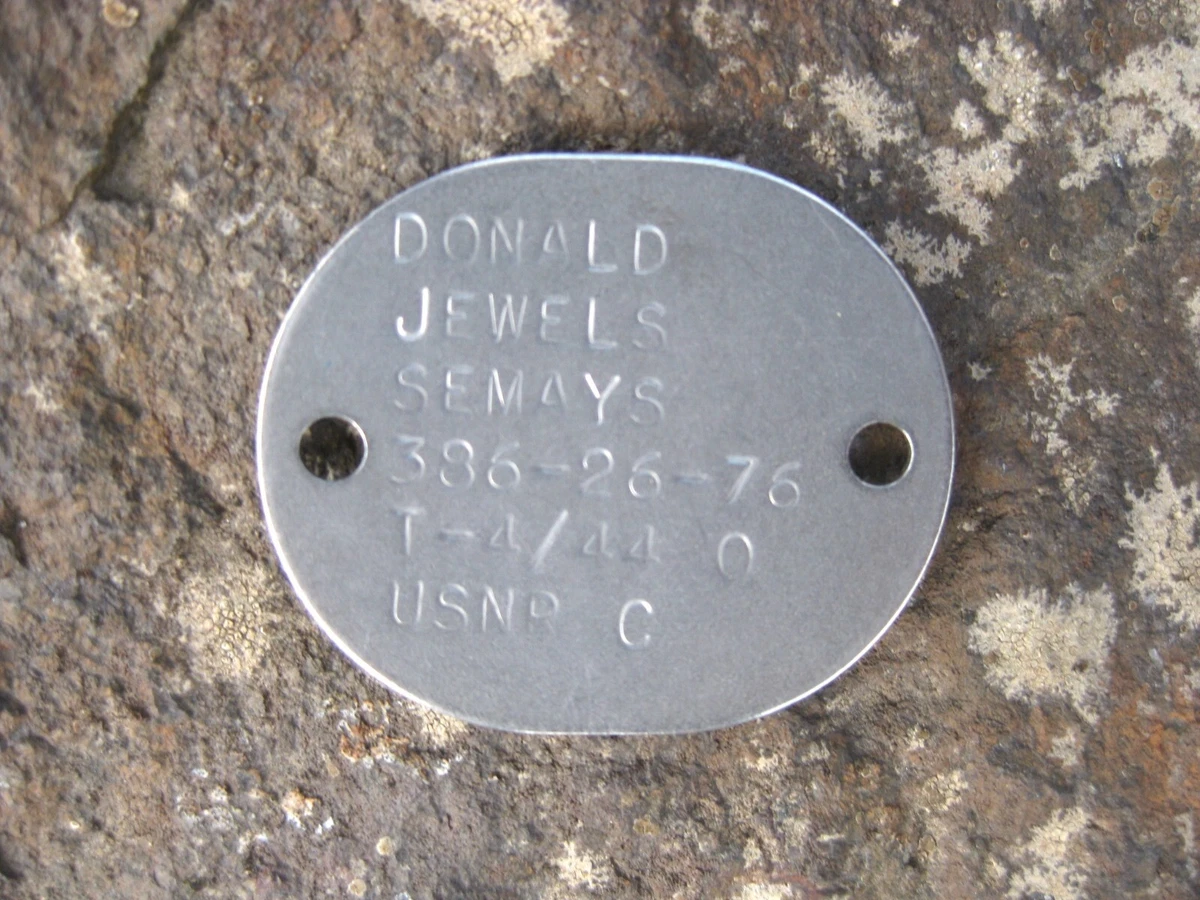 DONALD
JEWELS
SEMAYS
386-26-76
T-4/44 O
USNR C